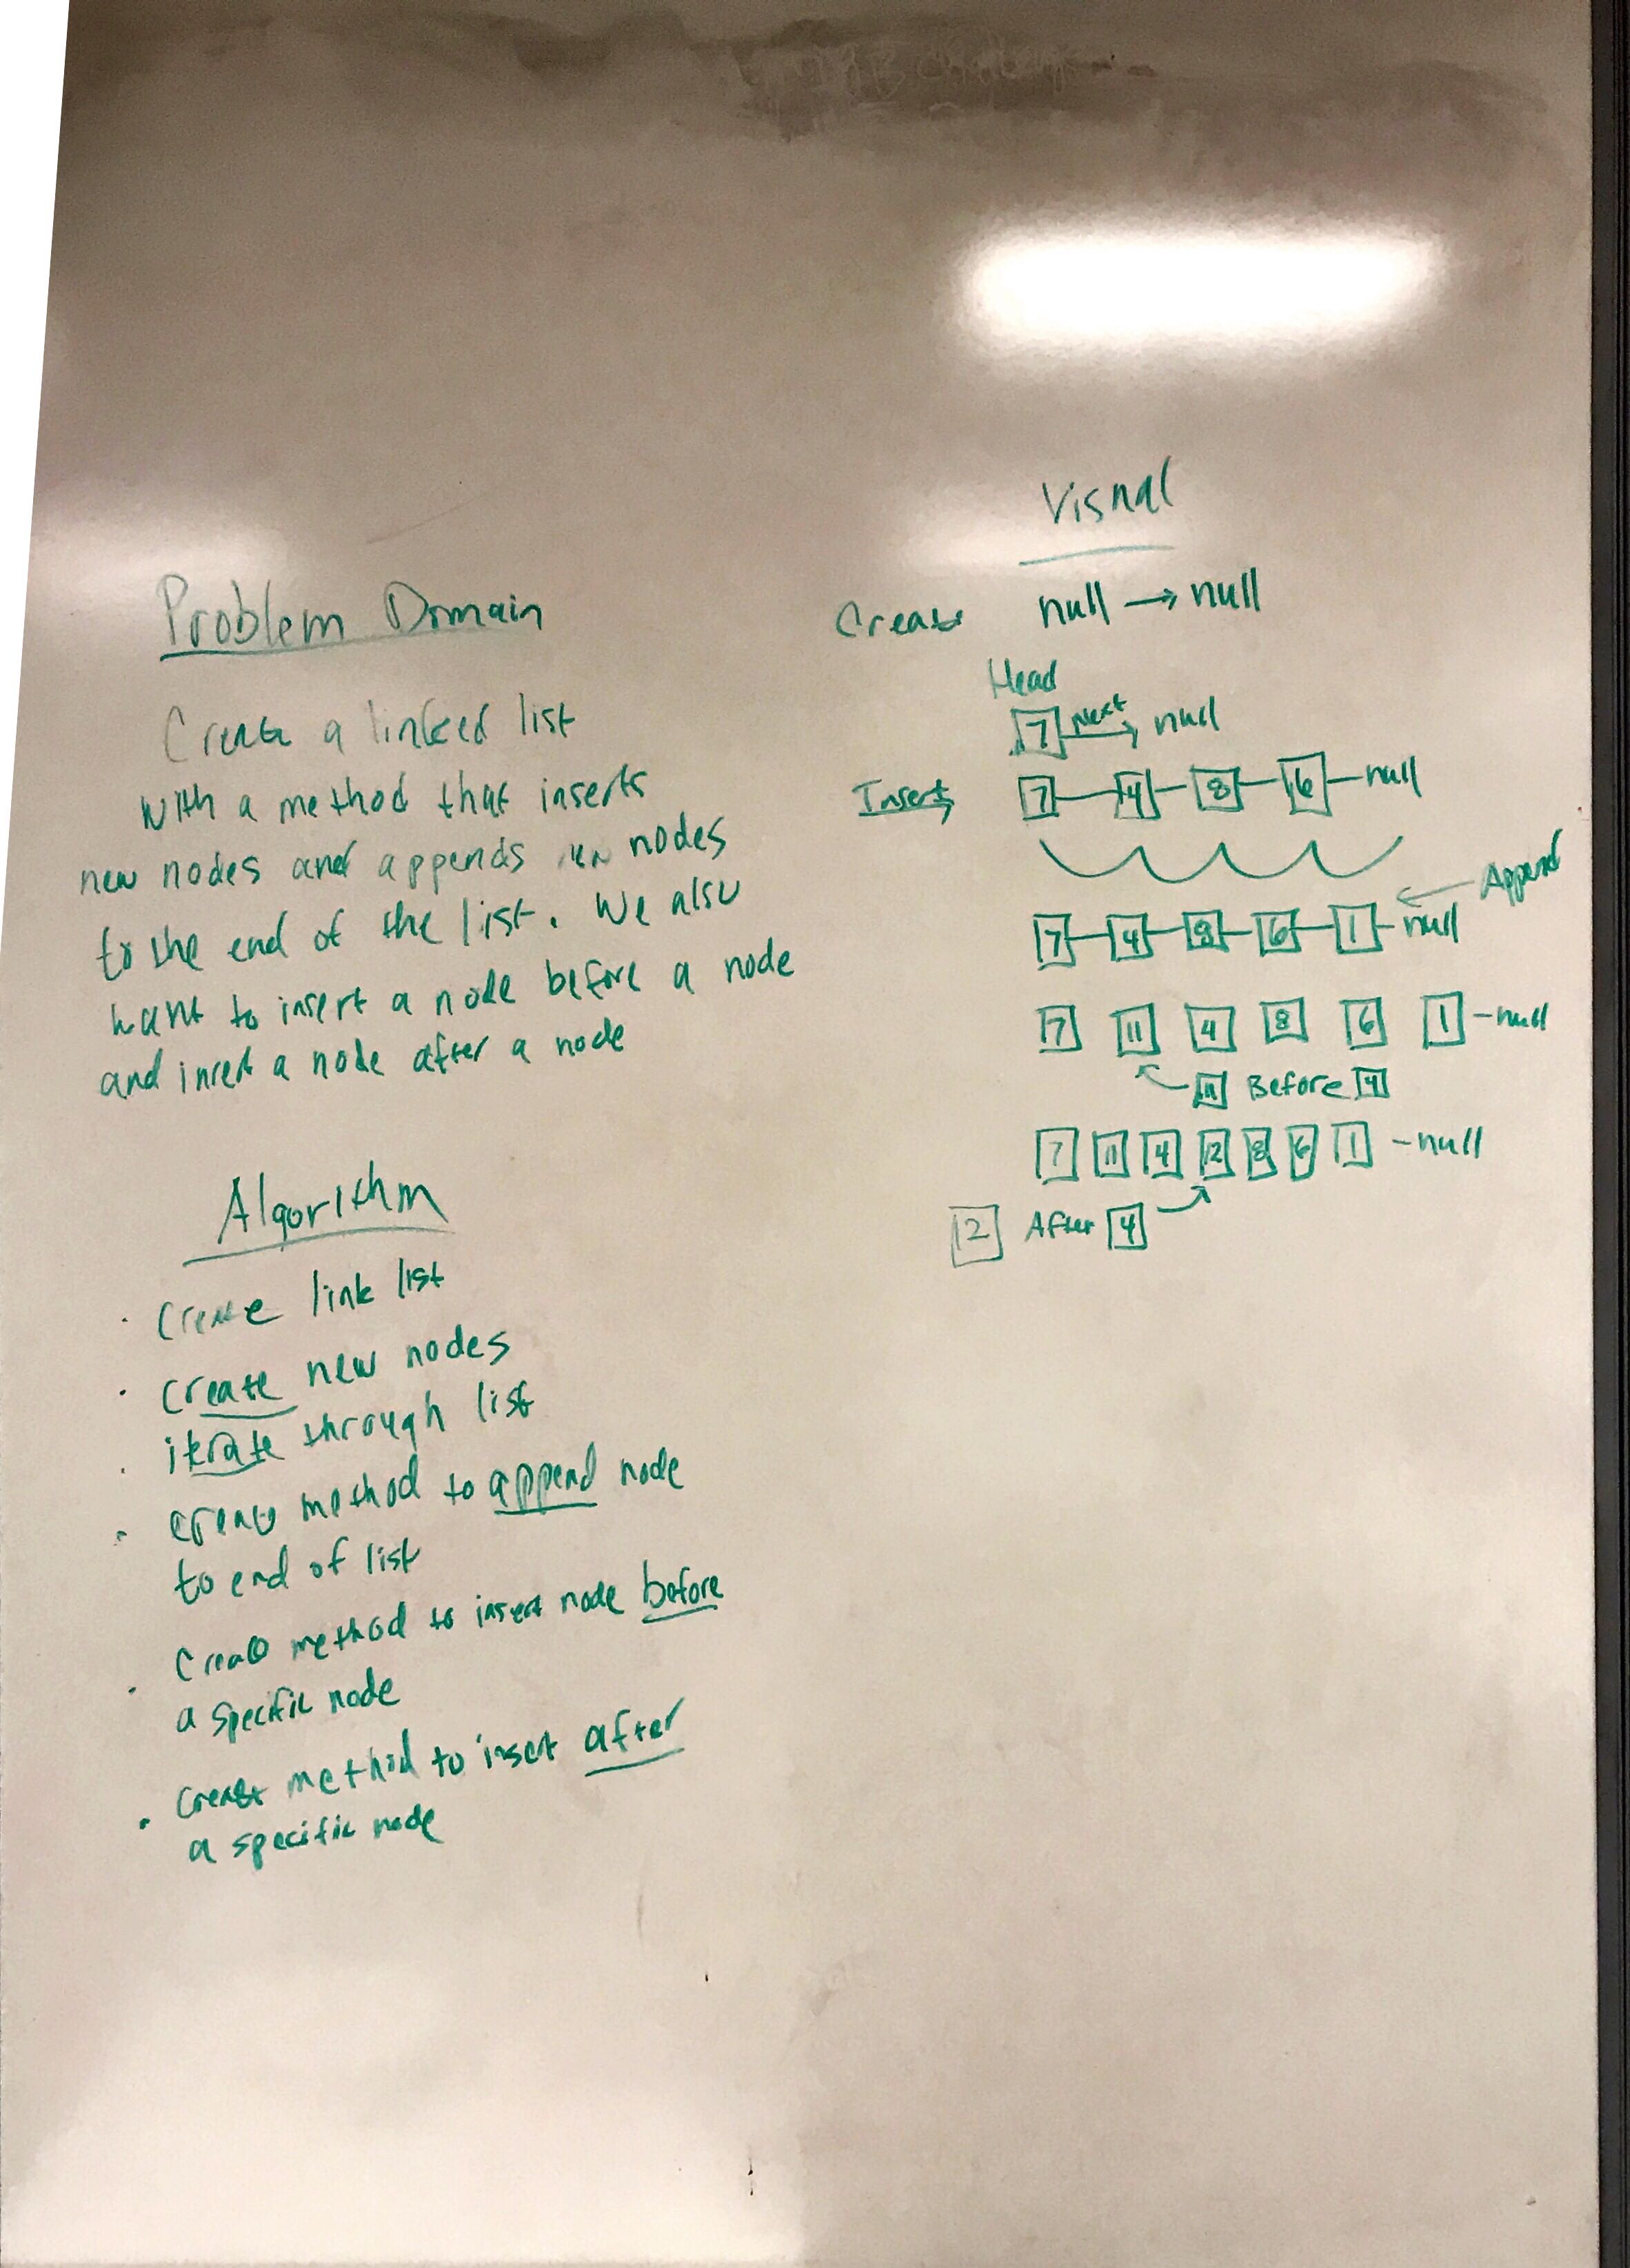 Problem Domain
Create a linked list
with a method that inserts
new nodes and appends nodes
to the end of the list. We also
want to insert a node before a node
and insert a node after a node
Algorithm
· Create link list
· Create new nodes
· iterate through list
· Create method to append node
to end of list
· Create method to insert node before
a specific node
· Create method to insert after
a specific node
Visual
Create null → null
Head
7 Next → null
Insert 7 4 8 6 null
Append
7 4 8 6 1 null
7 11 4 8 6 1 - null
11 Before 4
7 11 4 12 8 6 1 - null
12 After 4